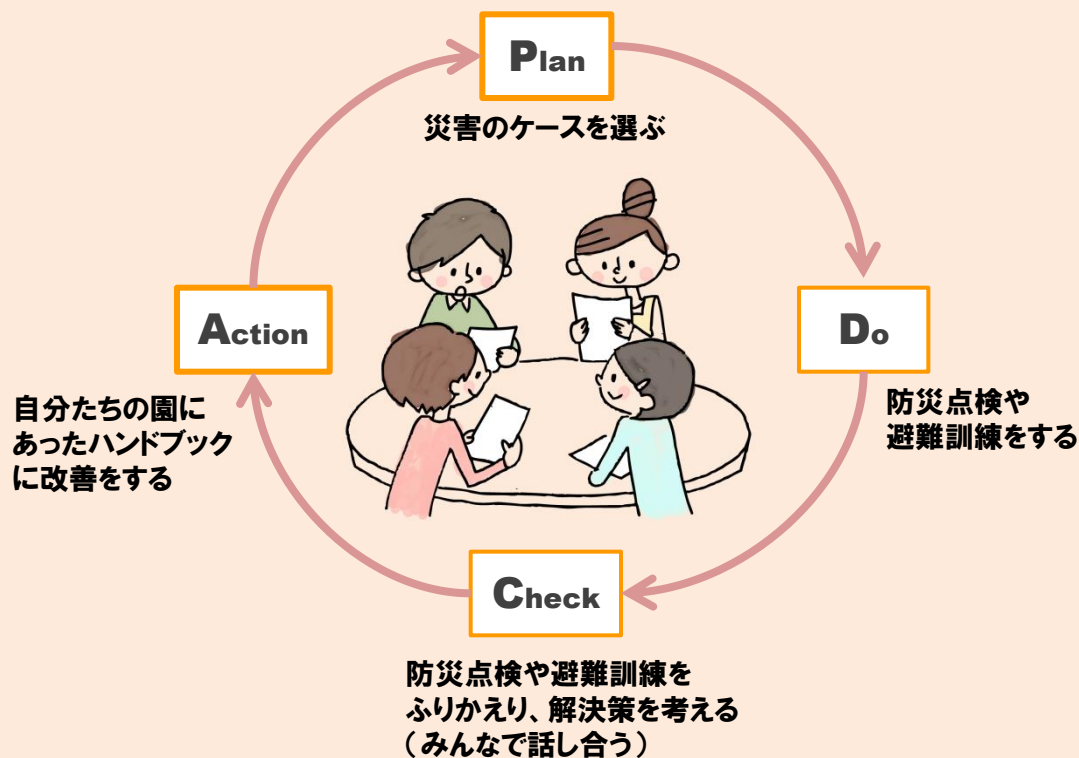 Plan
災害のケースを選ぶ
Do
防災点検や
避難訓練をする
Check
防災点検や避難訓練を
ふりかえり、解決策を考える
（みんなで話し合う）
Action
自分たちの園に
あったハンドブック
に改善をする